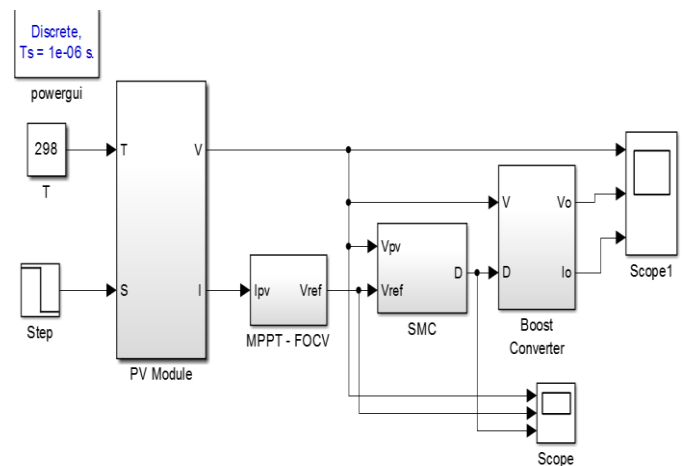 Discrete,
Ts = 1e-06 s.
powergui
298
T
T
V
S
I
Step
PV Module
Ipv
Vref
MPPT - FOCV
Vpv
Vref
D
SMC
V
D
Vo
Io
Boost
Converter
Scope1
Scope